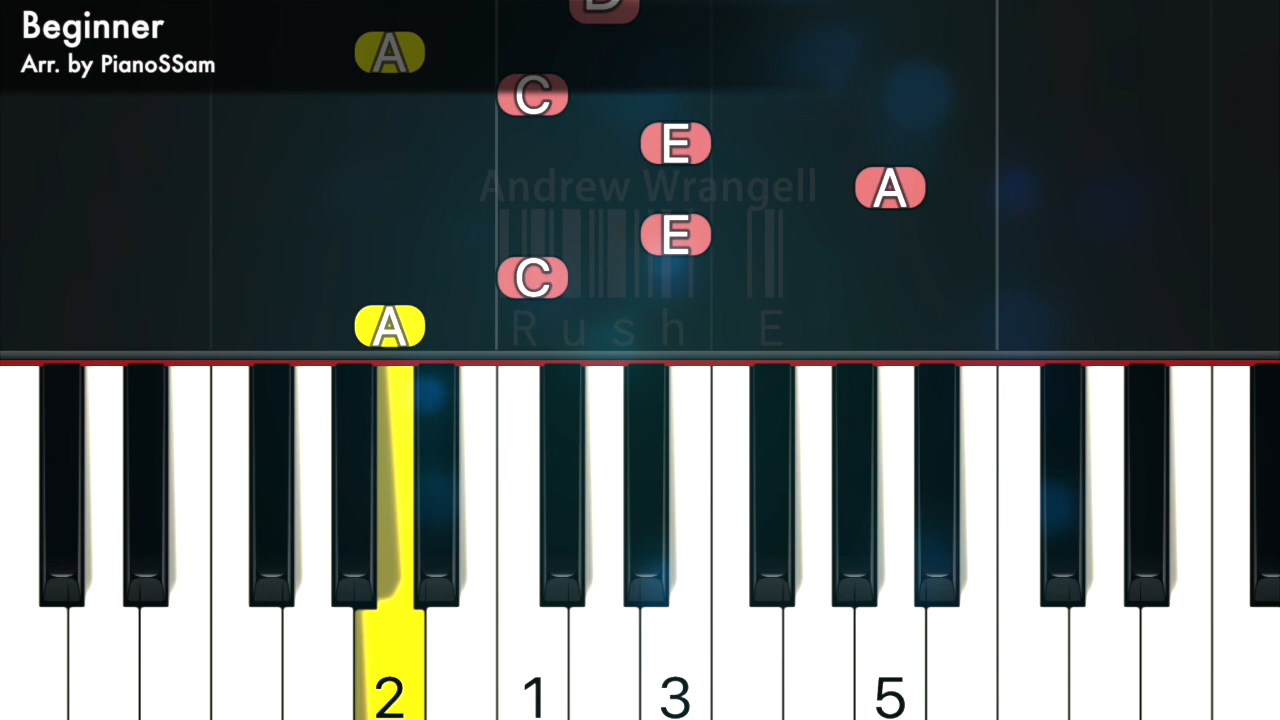 Beginner
Arr. by PianoSSam
D
A
C
E
Andrew Wrangell
A
E
C
A
Rush E
2 1 3 5